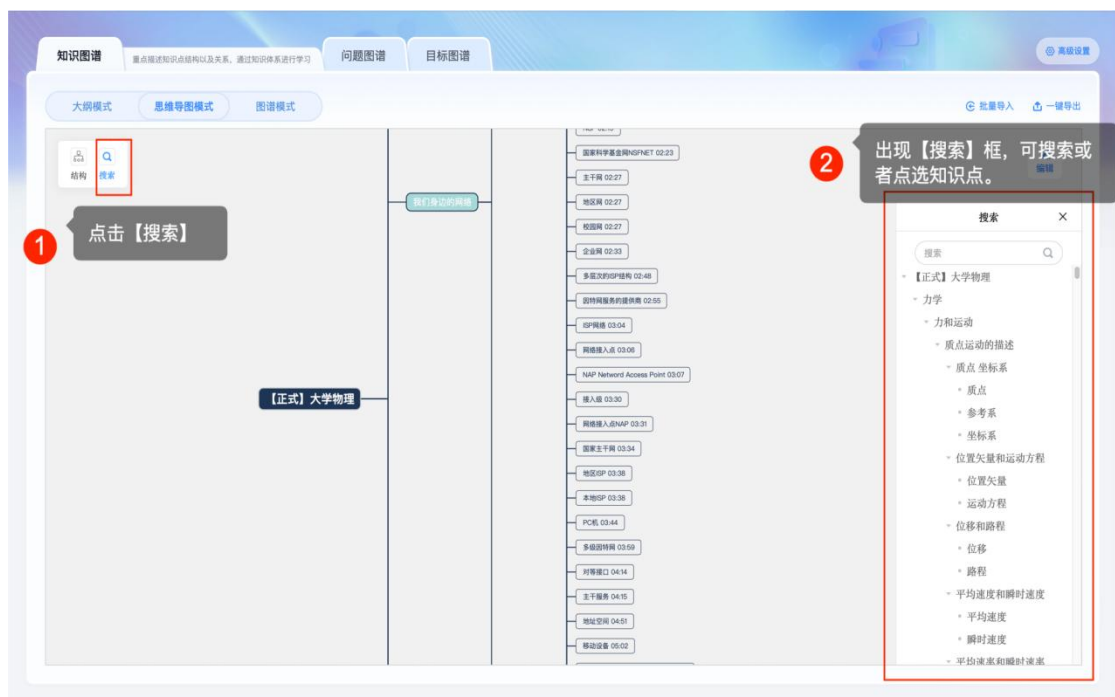 知识图谱
重点描述知识点结构以及关系，通过知识体系进行学习
问题图谱
目标图谱
高级设置
大纲模式
思维导图模式
图谱模式
批量导入
一键导出
结构
搜索
1
点击【搜索】
2
出现【搜索】框，可搜索或
者点选知识点。
编辑
【正式】大学物理
我们身边的网络
国家科学基金网NSFNET 02:23
主干网 02:27
地区网 02:27
校园网 02:27
企业网 02:33
多层次的ISP结构 02:48
因特网服务的提供商 02:55
ISP网络 03:04
网络接入点 03:06
NAP Network Access Point 03:07
接入级 03:30
网络接入点NAP 03:31
国家主干网 03:34
地区ISP 03:38
本地ISP 03:38
PC机 03:44
多级因特网 03:59
对等接口 04:14
主干服务 04:15
地址空间 04:51
移动设备 05:02
搜索
搜索
【正式】大学物理
力学
力和运动
质点运动的描述
质点 坐标系
质点
参考系
坐标系
位置矢量和运动方程
位置矢量
运动方程
位移和路程
位移
路程
平均速度和瞬时速度
平均速度
瞬时速度
平均速率和瞬时速率